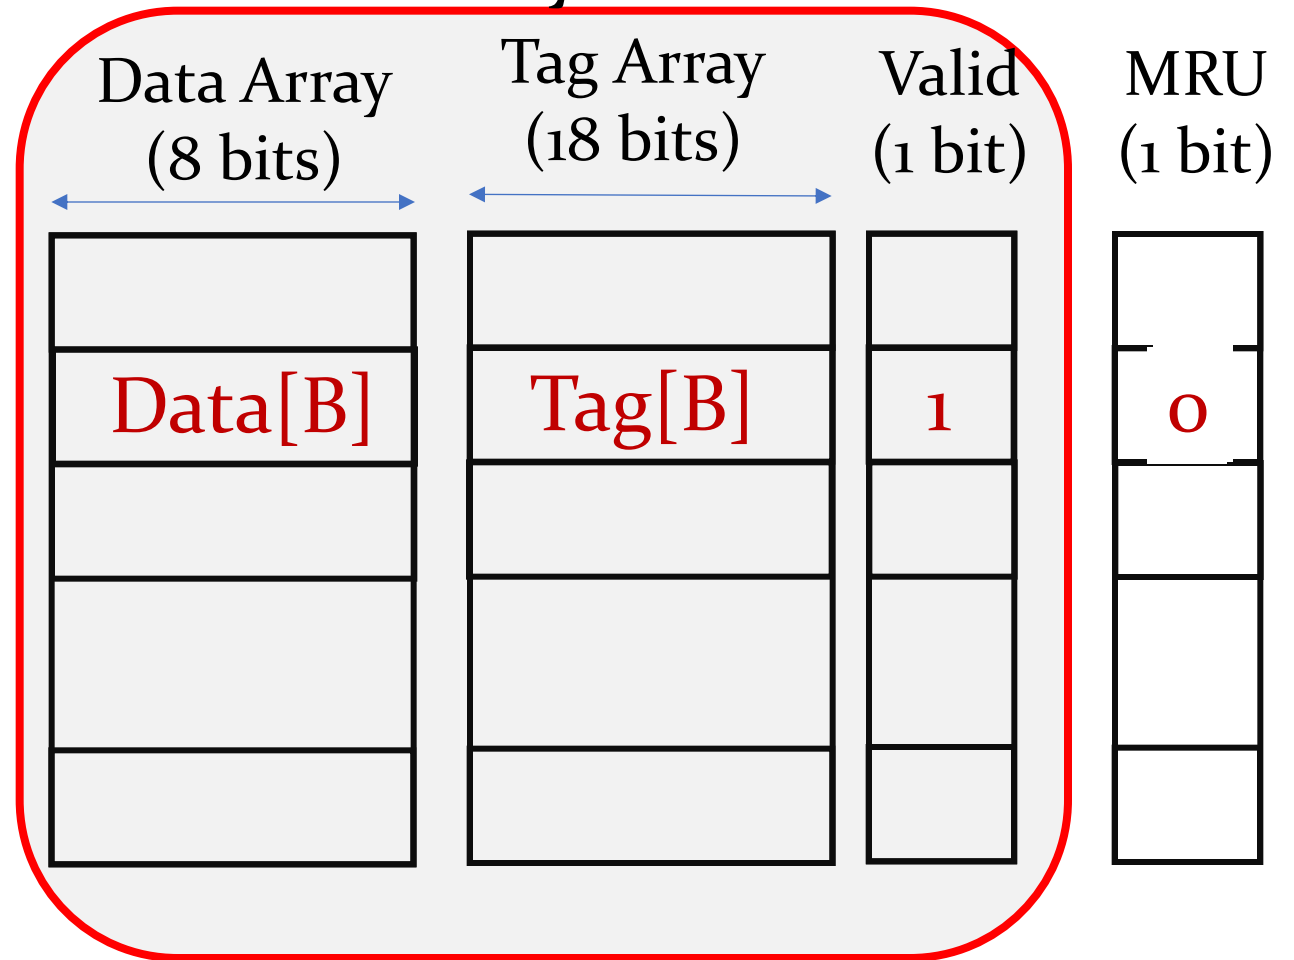 Data Array
(8 bits)
Tag Array
(18 bits)
Valid
(1 bit)
MRU
(1 bit)
Data[B]
Tag[B]
1
0